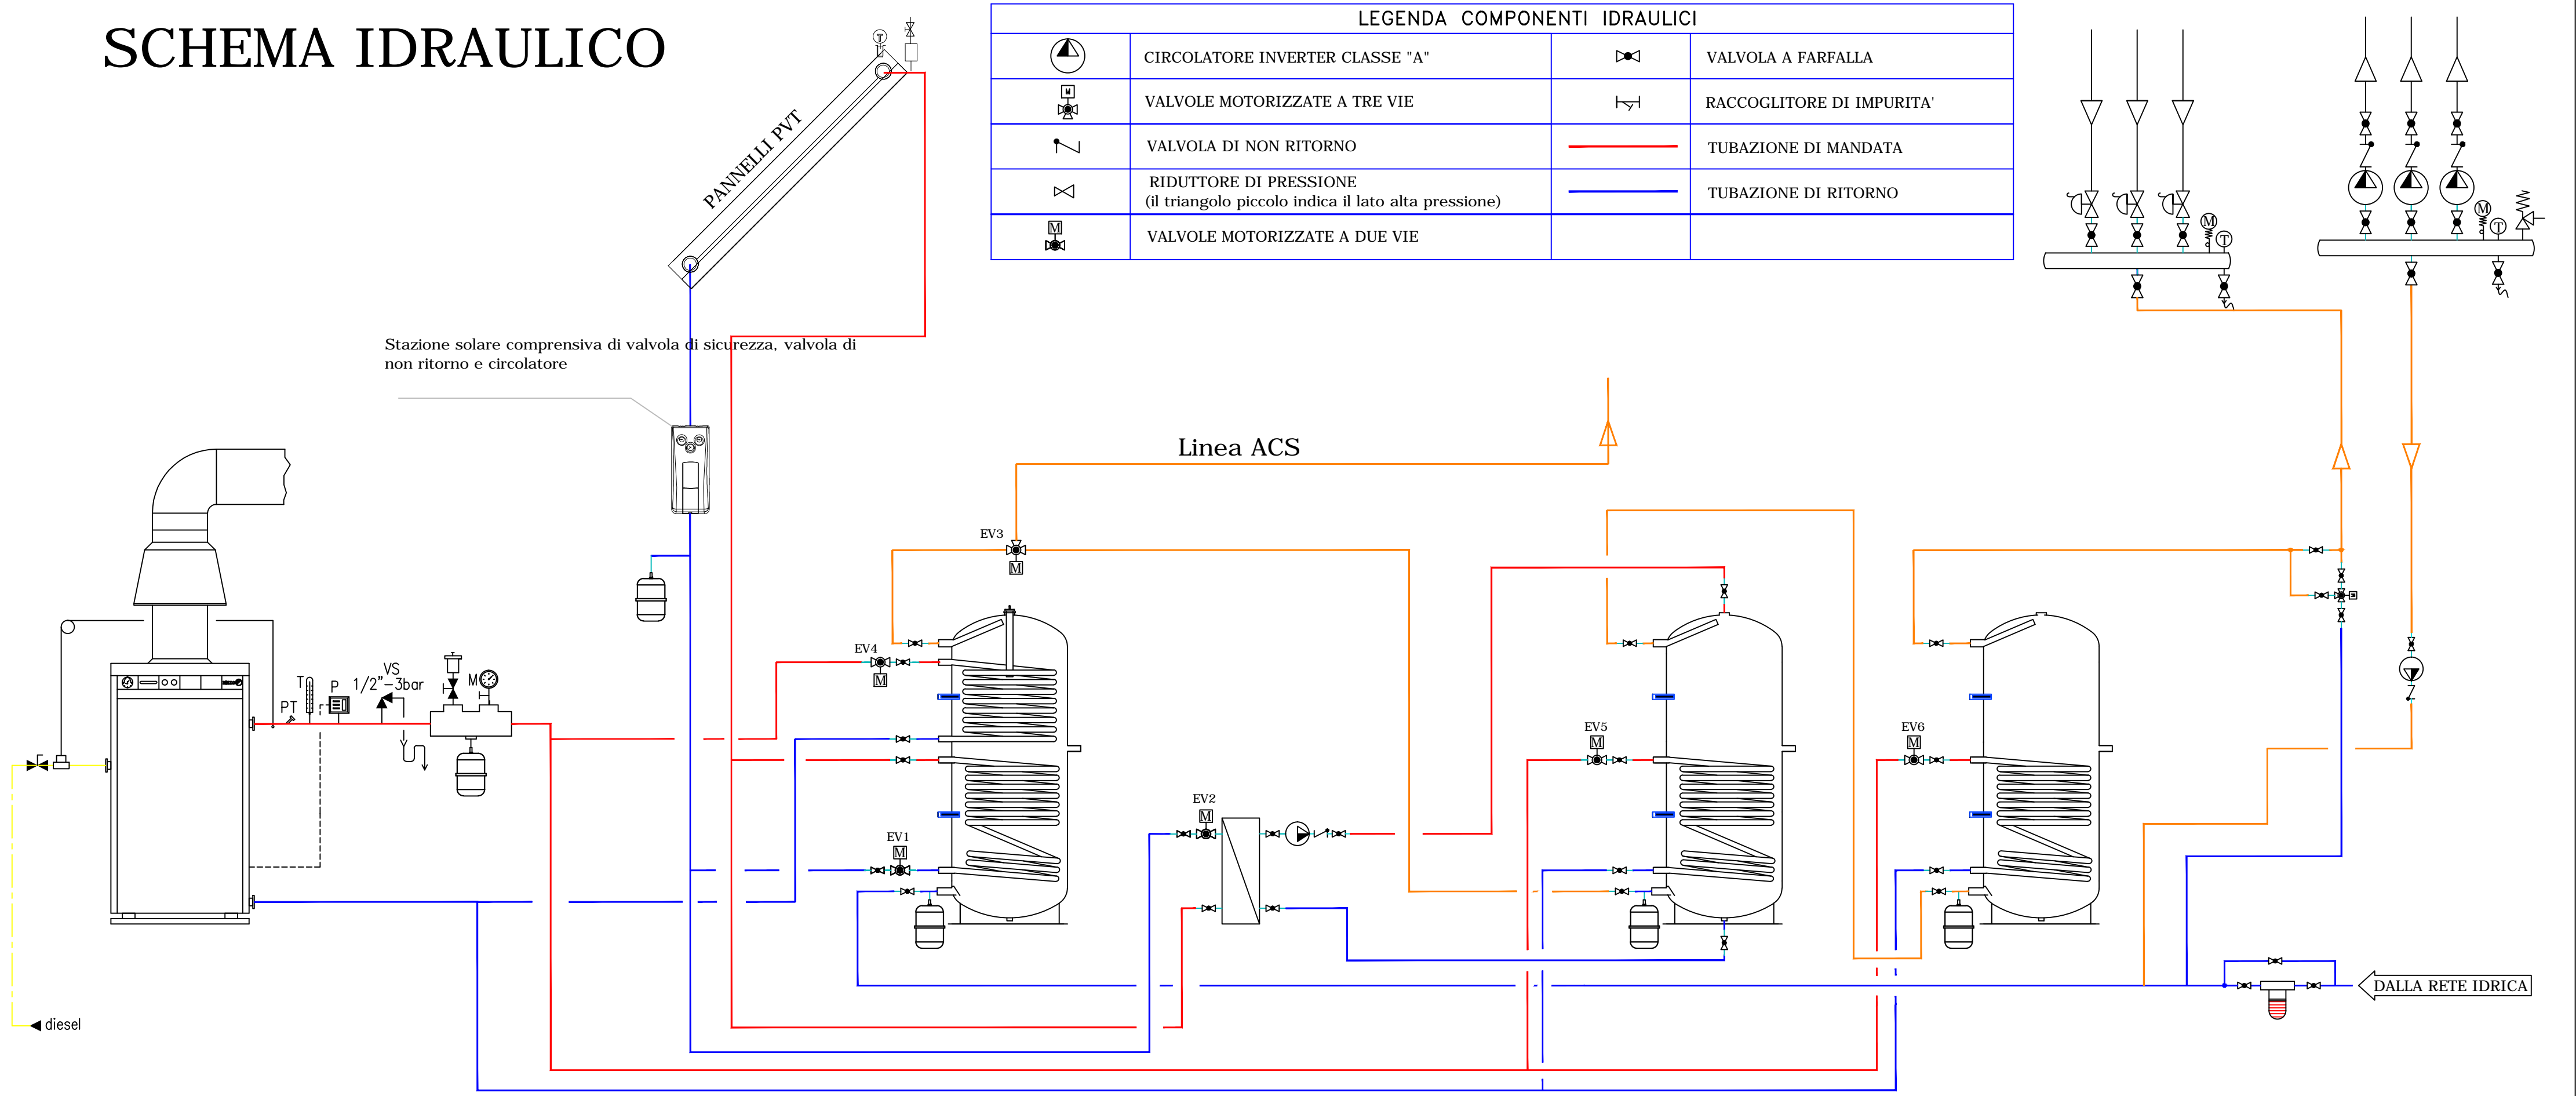 SCHEMA IDRAULICO
LEGENDA COMPONENTI IDRAULICI
CIRCOLATORE INVERTER CLASSE "A"
VALVOLA A FARFALLA
M
VALVOLE MOTORIZZATE A TRE VIE
RACCOGLITORE DI IMPURITA'
VALVOLA DI NON RITORNO
TUBAZIONE DI MANDATA
RIDUTTORE DI PRESSIONE
(il triangolo piccolo indica il lato alta pressione)
TUBAZIONE DI RITORNO
M
VALVOLE MOTORIZZATE A DUE VIE
T
PANNELLI PVT
M
T
M
T
Stazione solare comprensiva di valvola di sicurezza, valvola di
non ritorno e circolatore
Linea ACS
EV3
M
EV4
M
VS
1/2"-3bar
T
P
PT
M
EV5
M
EV6
M
EV2
M
EV1
M
DALLA RETE IDRICA
diesel